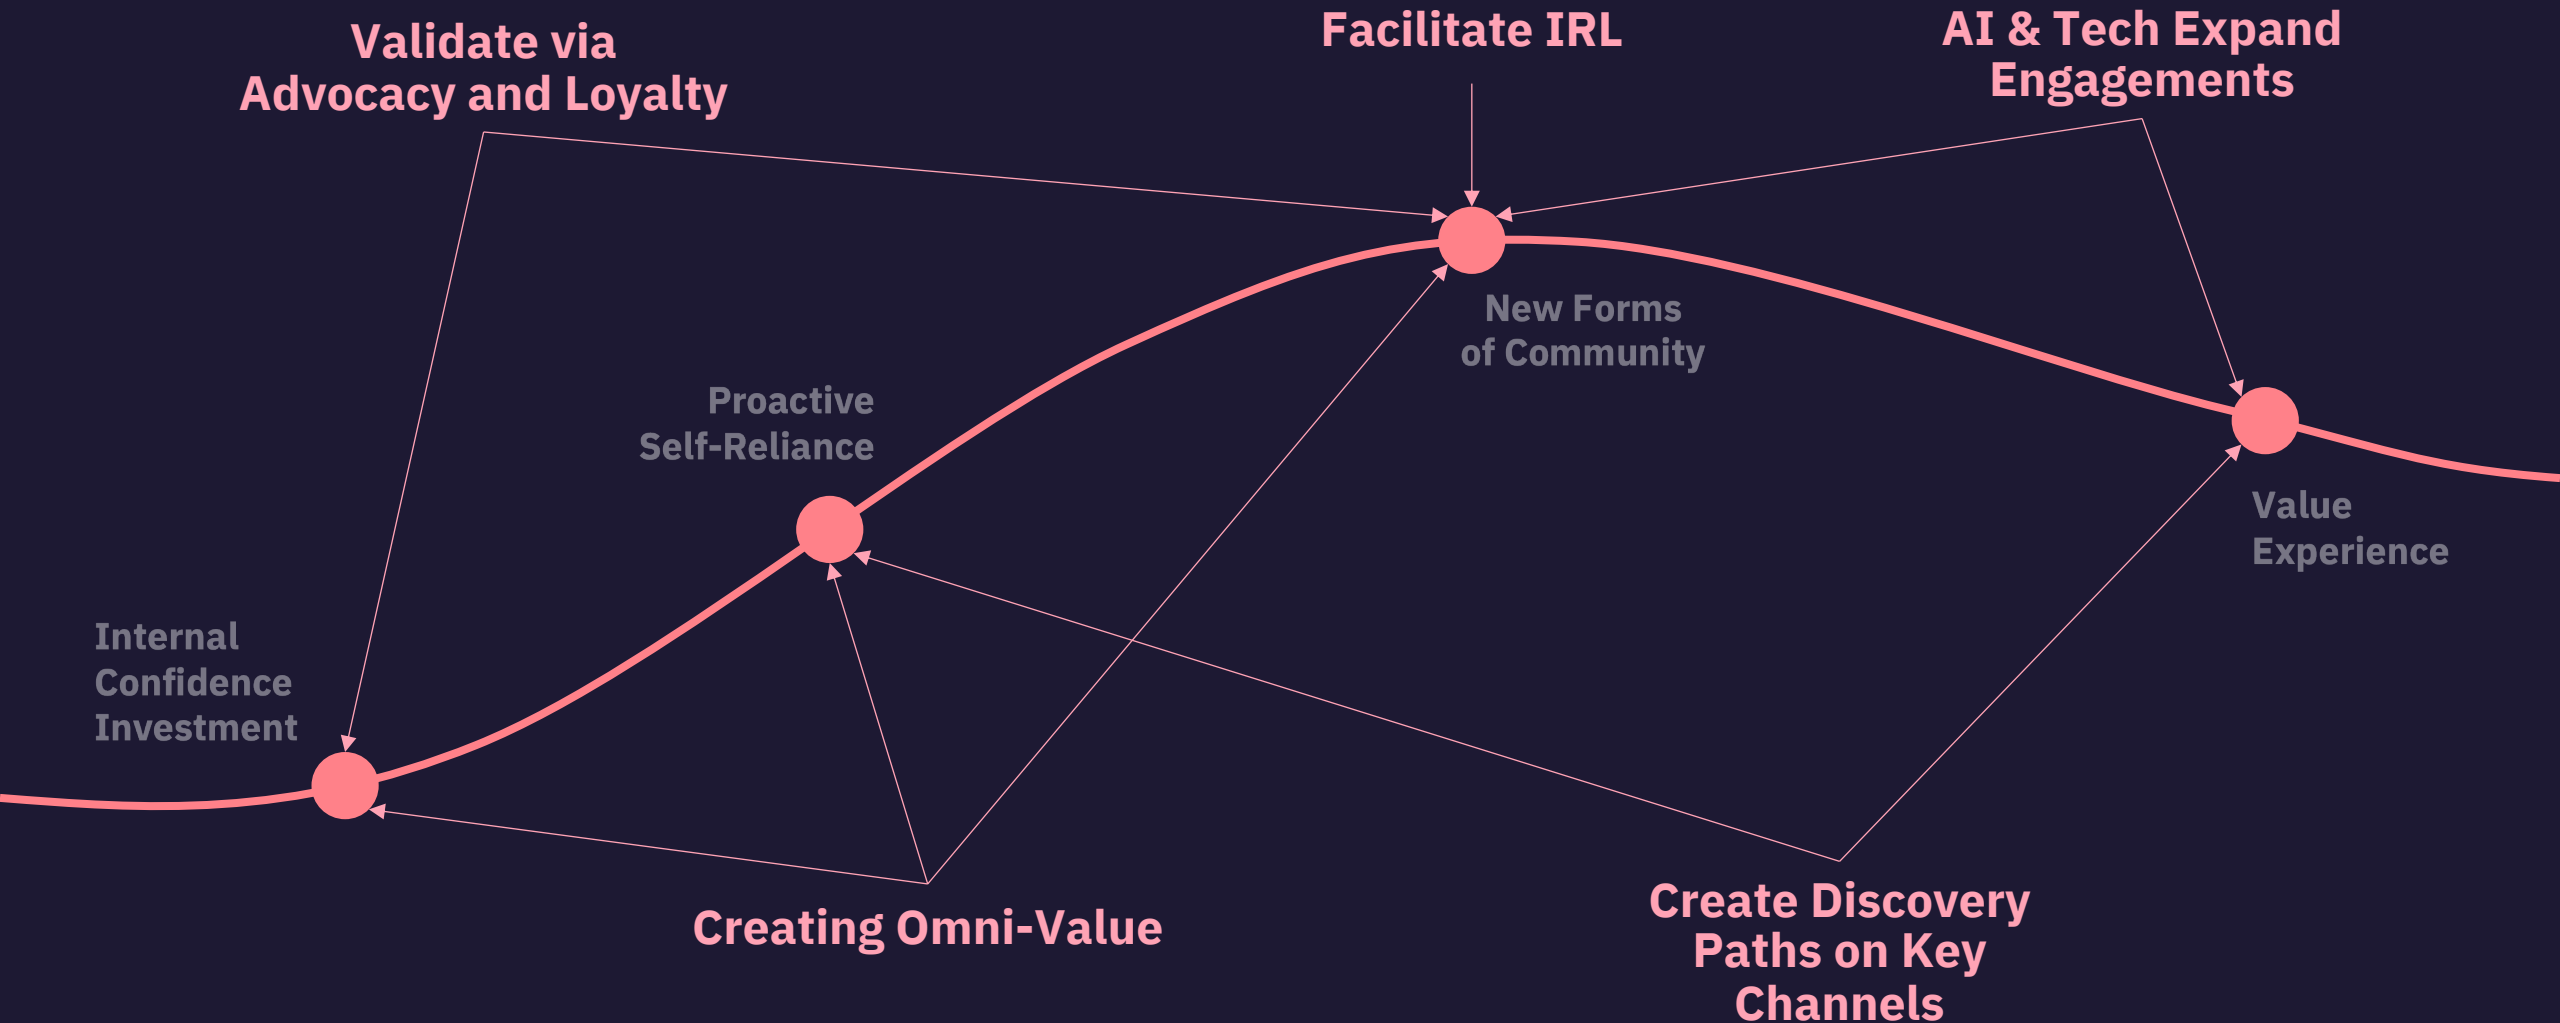 Validate via
Advocacy and Loyalty
Facilitate IRL
AI & Tech Expand
Engagements
New Forms
of Community
Proactive
Self-Reliance
Value
Experience
Internal
Confidence
Investment
Creating Omni-Value
Create Discovery
Paths on Key
Channels